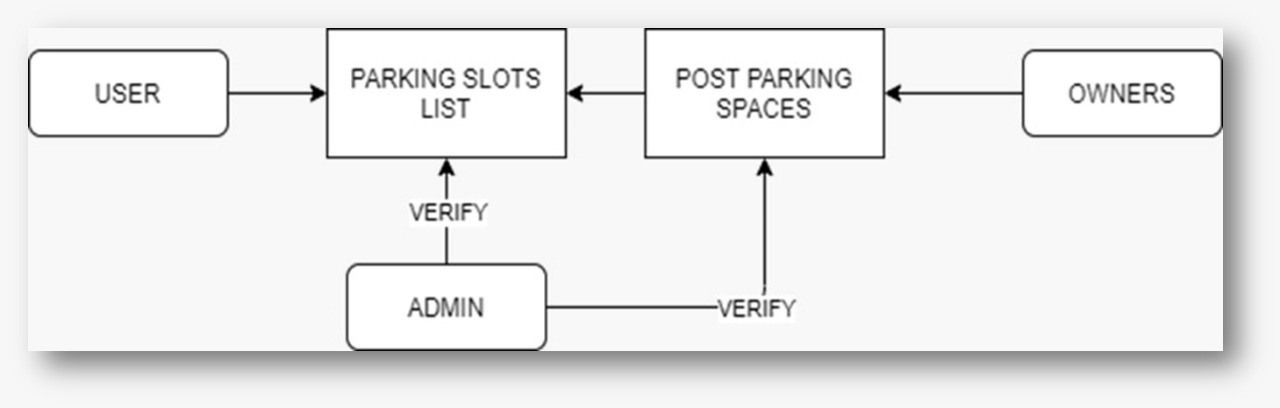 USER
PARKING SLOTS
LIST
POST PARKING
SPACES
OWNERS
VERIFY
ADMIN
VERIFY